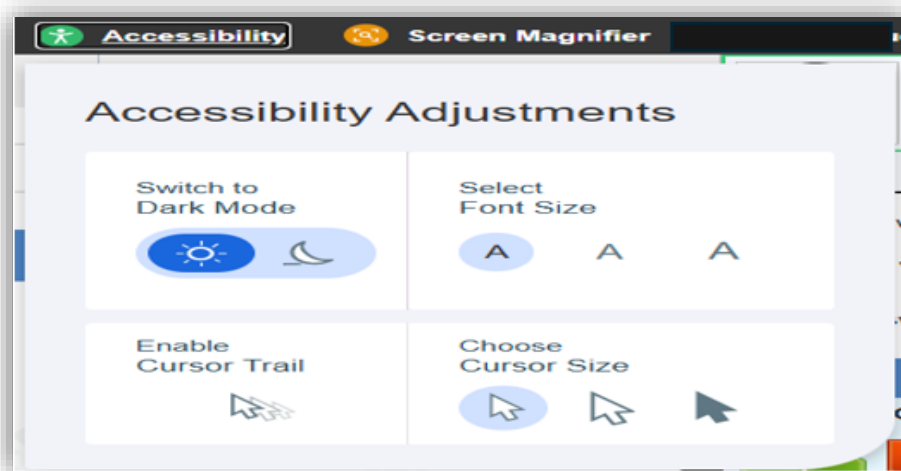 Accessibility
Screen Magnifier
Accessibility Adjustments
Switch to
Dark Mode
Select
Font Size
A A A
Enable
Cursor Trail
Choose
Cursor Size